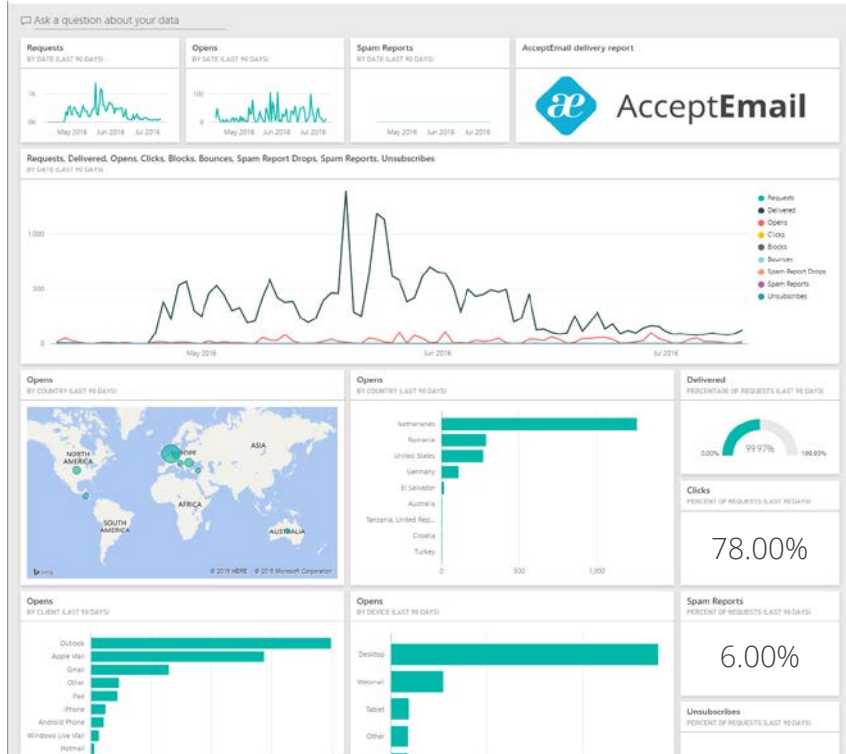 Ask a question about your data
Requests
BY DATE (LAST 90 DAYS)
1K
0K
May 2016 Jun 2016 Jul 2016
Opens
BY DATE (LAST 90 DAYS)
100
0
May 2016 Jun 2016 Jul 2016
Spam Reports
BY DATE (LAST 90 DAYS)
May 2016 Jun 2016 Jul 2016
AcceptEmail delivery report
æ AcceptEmail
Requests, Delivered, Opens, Clicks, Blocks, Bounces, Spam Report Drops, Spam Reports, Unsubscribes
BY DATE (LAST 90 DAYS)
1,000
500
0
May 2016 Jun 2016 Jul 2016
Requests
Delivered
Opens
Clicks
Blocks
Bounces
Spam Report Drops
Spam Reports
Unsubscribes
Opens
BY COUNTRY (LAST 90 DAYS)
NORTH
AMERICA
EUROPE
ASIA
AFRICA
SOUTH
AMERICA
AUSTRALIA
bing
© 2016 HERE © 2016 Microsoft Corporation
Opens
BY COUNTRY (LAST 90 DAYS)
Netherlands
Romania
United States
Germany
El Salvador
Australia
Tanzania, United Rep...
Croatia
Turkey
0 500 1,000
Delivered
PERCENTAGE OF REQUESTS (LAST 90 DAYS)
0.00% 99.97% 199.93%
Clicks
PERCENT OF REQUESTS (LAST 90 DAYS)
78.00%
Opens
BY CLIENT (LAST 90 DAYS)
Outlook
Apple Mail
Gmail
Other
iPad
iPhone
Android Phone
Windows Live Mail
Hotmail
Opens
BY DEVICE (LAST 90 DAYS)
Desktop
Webmail
Tablet
Other
Spam Reports
PERCENT OF REQUESTS (LAST 90 DAYS)
6.00%
Unsubscribes
PERCENT OF REQUESTS (LAST 90 DAYS)